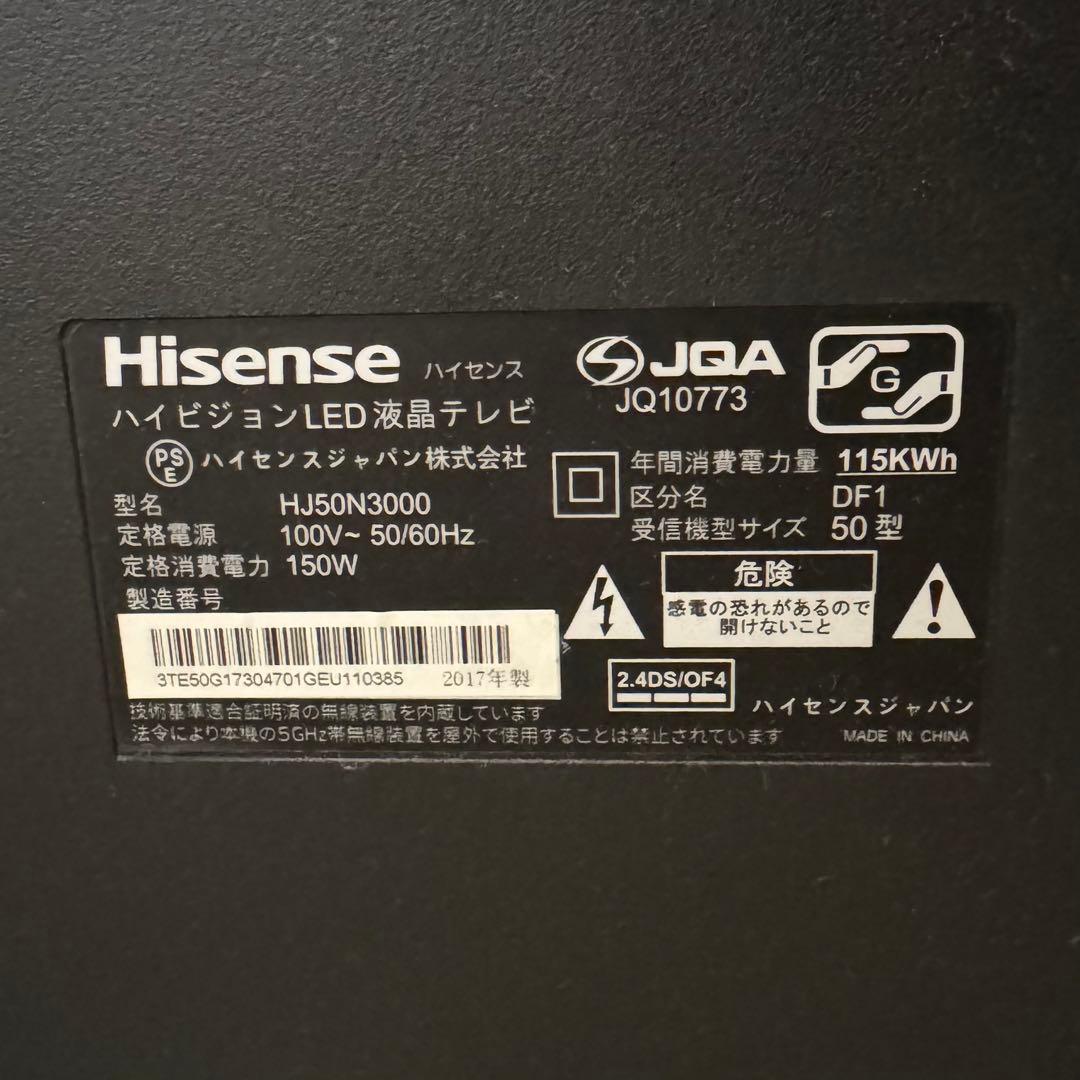 Hisense ハイセンス
ハイビジョンLED液晶テレビ
PSE ハイセンスジャパン株式会社
型名 HJ50N3000
定格電源 100V~ 50/60Hz
定格消費電力 150W
製造番号
3TE50G17304701GEU110385 2017年製
技術基準適合証明済の無線装置を内蔵しています
法令により本機の5GHz帯無線装置を屋外で使用することは禁止されています
JQA
JQ10773
G
年間消費電力量 115KWh
区分名 DF1
受信機型サイズ 50型
危険
感電の恐れがあるので
開けないこと
2.4DS/OF4
ハイセンスジャパン
MADE IN CHINA